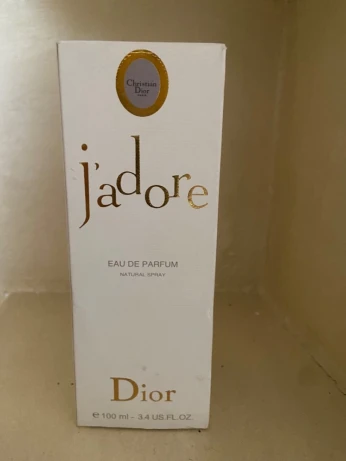 Christian
Dior
j'adore
EAU DE PARFUM
NATURAL SPRAY
Dior
e 100 ml - 3.4 US.FL.OZ.